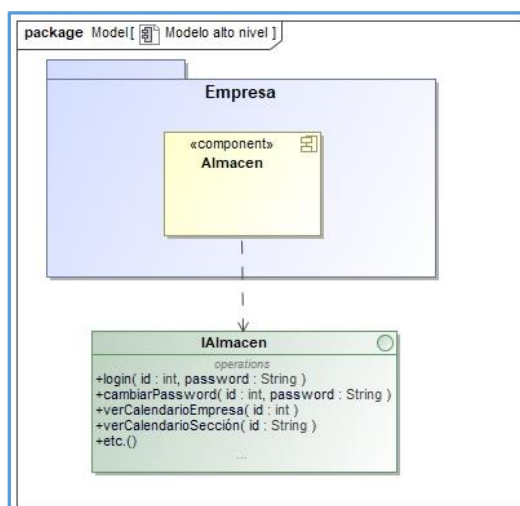 package Model[ Modelo alto nivel ]
Empresa
«component»
Almacen
IAlmacen
operations
+login( id : int, password : String )
+cambiarPassword( id : int, password : String )
+verCalendarioEmpresa( id : int )
+verCalendarioSección( id : String )
+etc.()
...